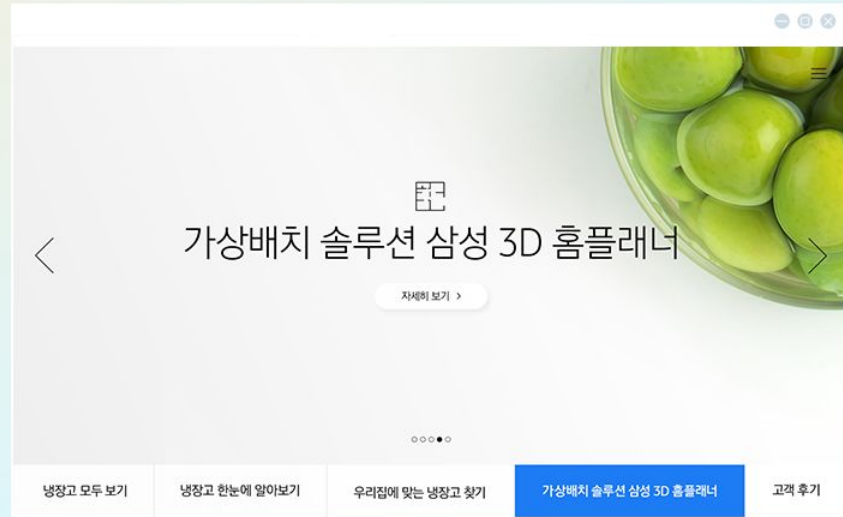 가상배치 솔루션 삼성 3D 홈플래너
자세히 보기 >
냉장고 모두 보기
냉장고 한눈에 알아보기
우리집에 맞는 냉장고 찾기
가상배치 솔루션 삼성 3D 홈플래너
고객 후기